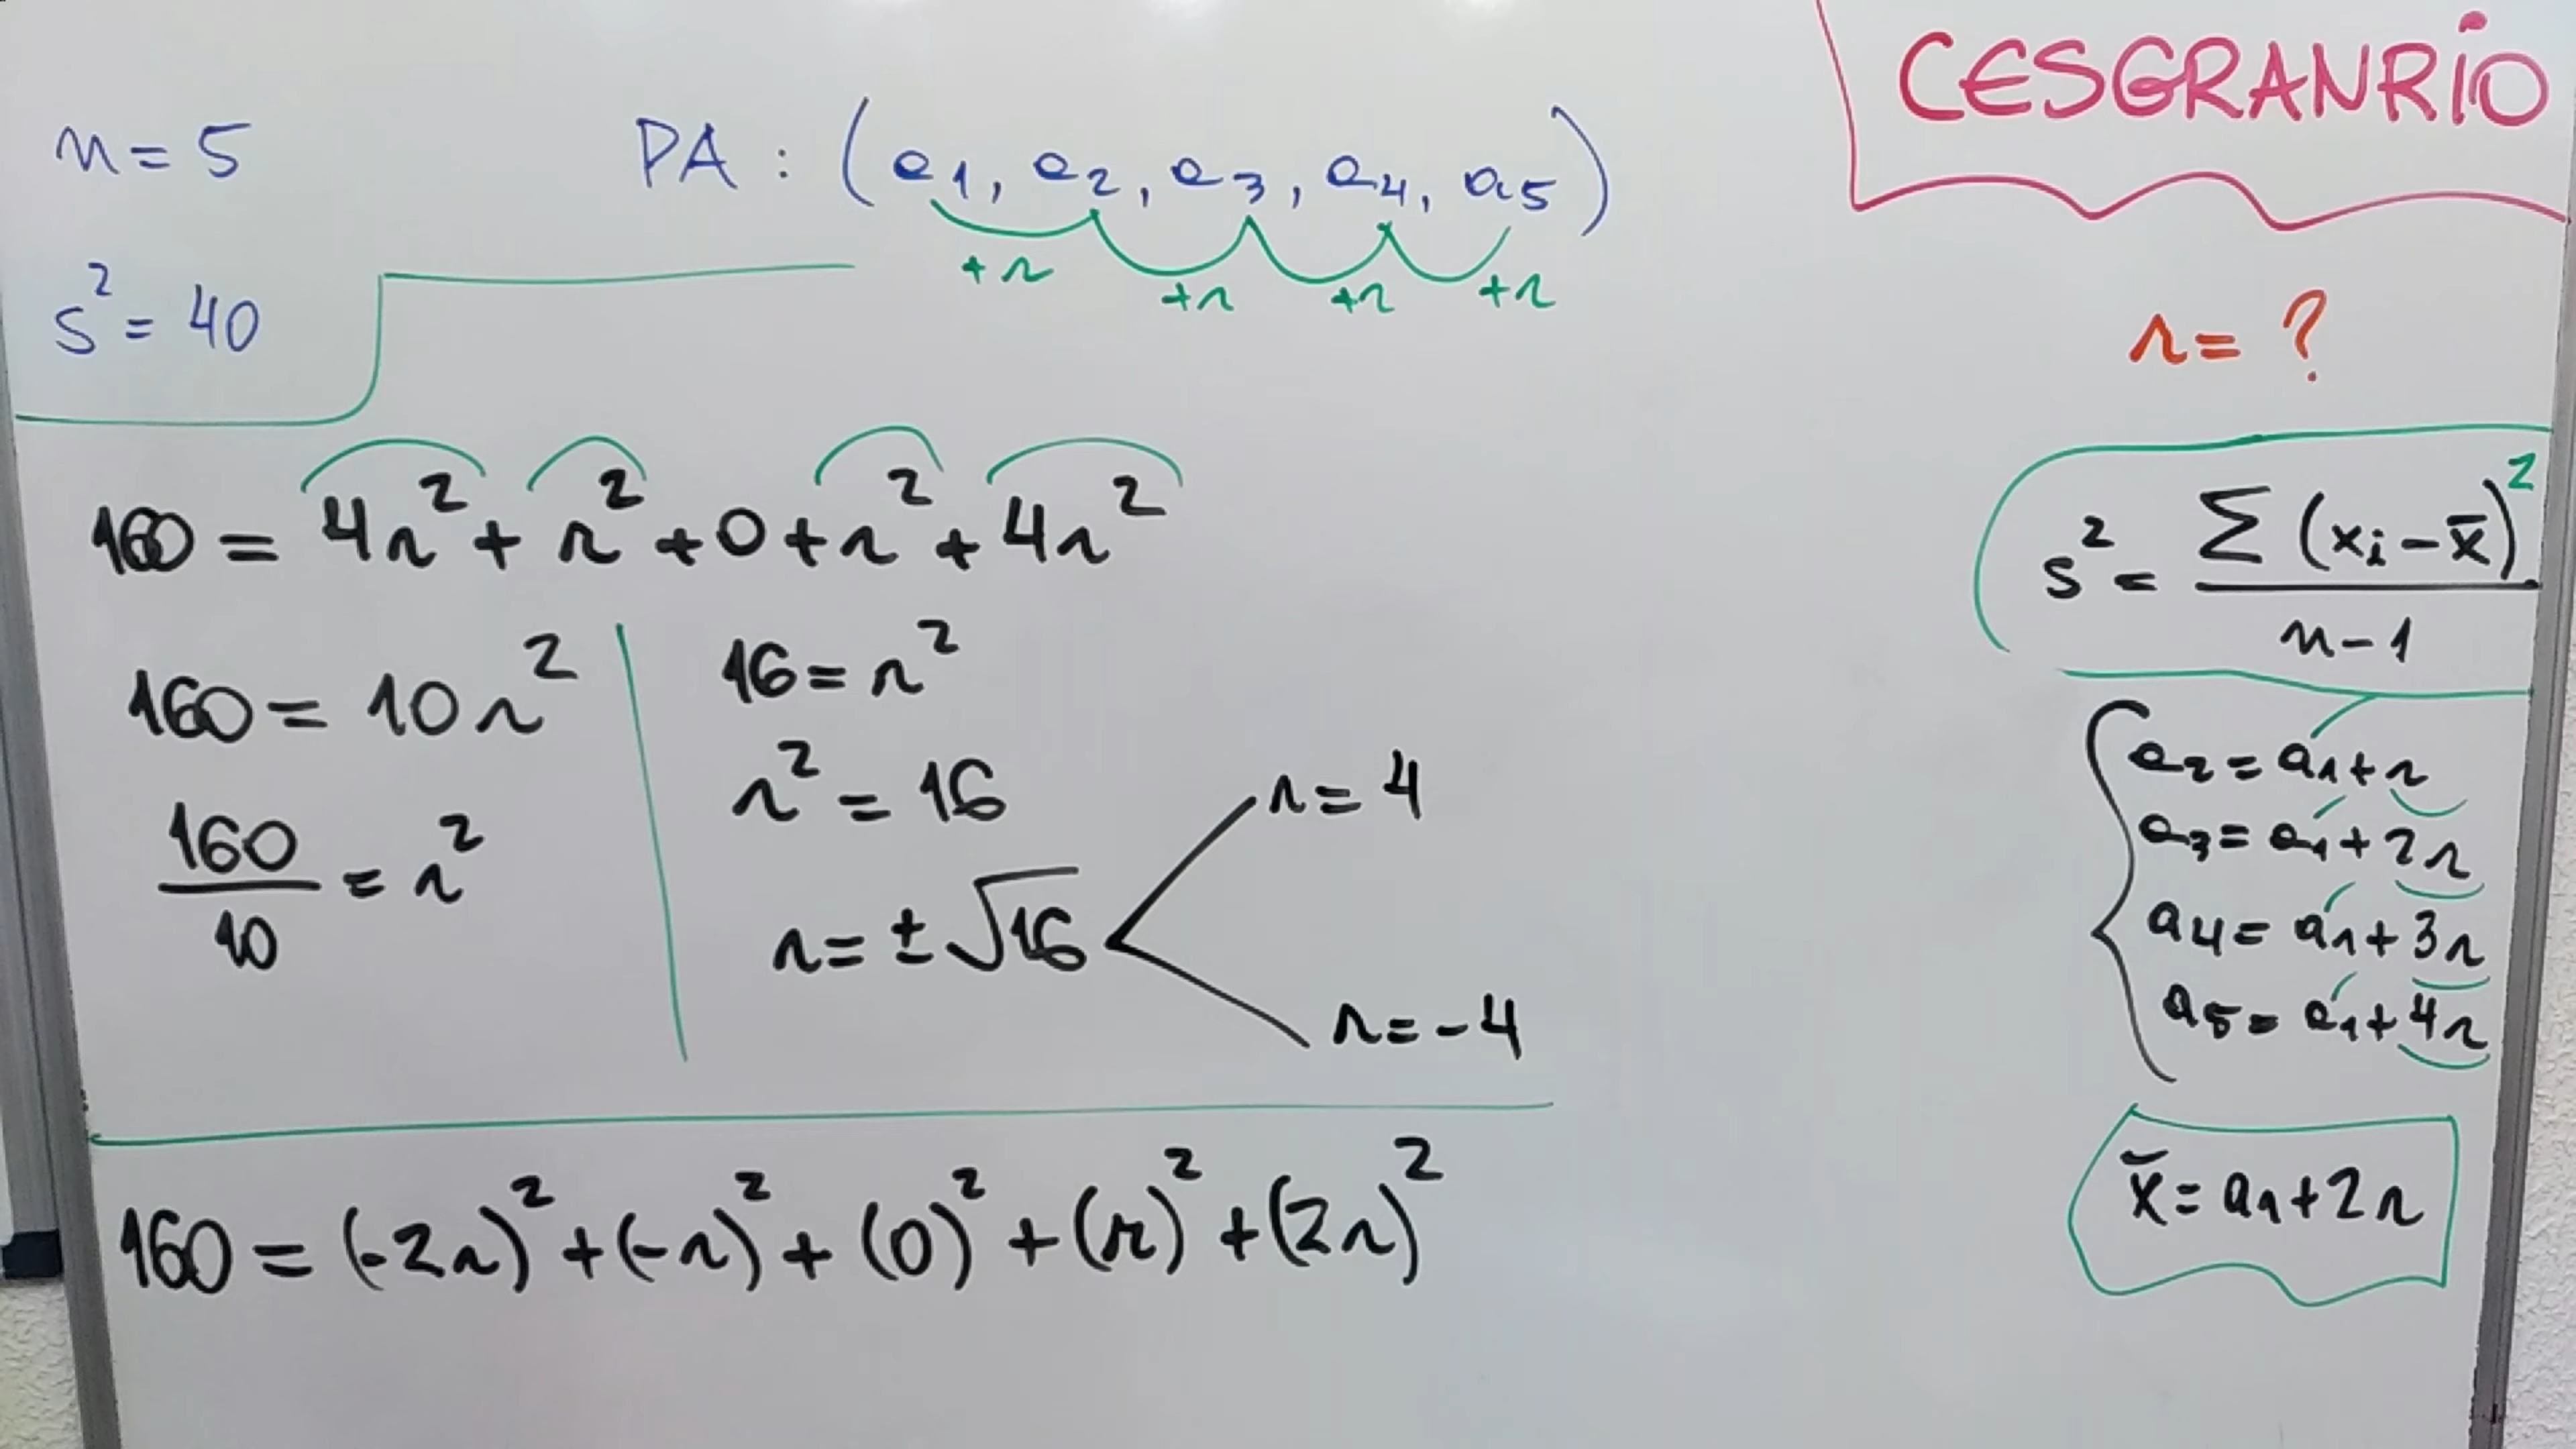 CESGRANRIO
n = 5
PA : (a1, a2, a3, a4, a5)
+r +r +r +r
s² = 40
r = ?
160 = 4r² + r² + 0 + r² + 4r²
160 = 10r²
160/10 = r²
16 = r²
r² = 16
r = ± √16
r = 4
r = -4
160 = (-2r)² + (-r)² + (0)² + (r)² + (2r)²
s² = Σ (xi - x̄)² / n - 1
a2 = a1 + r
a3 = a1 + 2r
a4 = a1 + 3r
a5 = a1 + 4r
x̄ = a1 + 2r